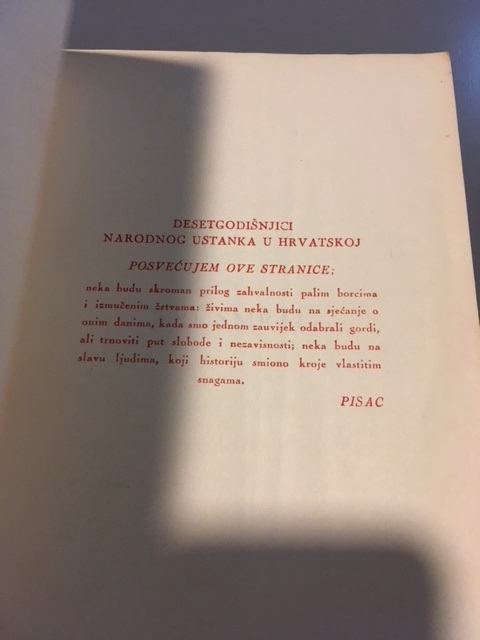 DESETGODIŠNJICI
NARODNOG USTANKA U HRVATSKOJ
POSVEĆUJEM OVE STRANICE;
neka budu skroman prilog zahvalnosti palim borcima
i izmučenim žrtvama: živima neka budu na sjećanje o
onim danima, kada smo jednom zauvijek odabrali gordi,
ali trnoviti put slobode i nezavisnosti; neka budu na
slavu ljudima, koji historiju smiono kroje vlastitim
snagama.
PISAC